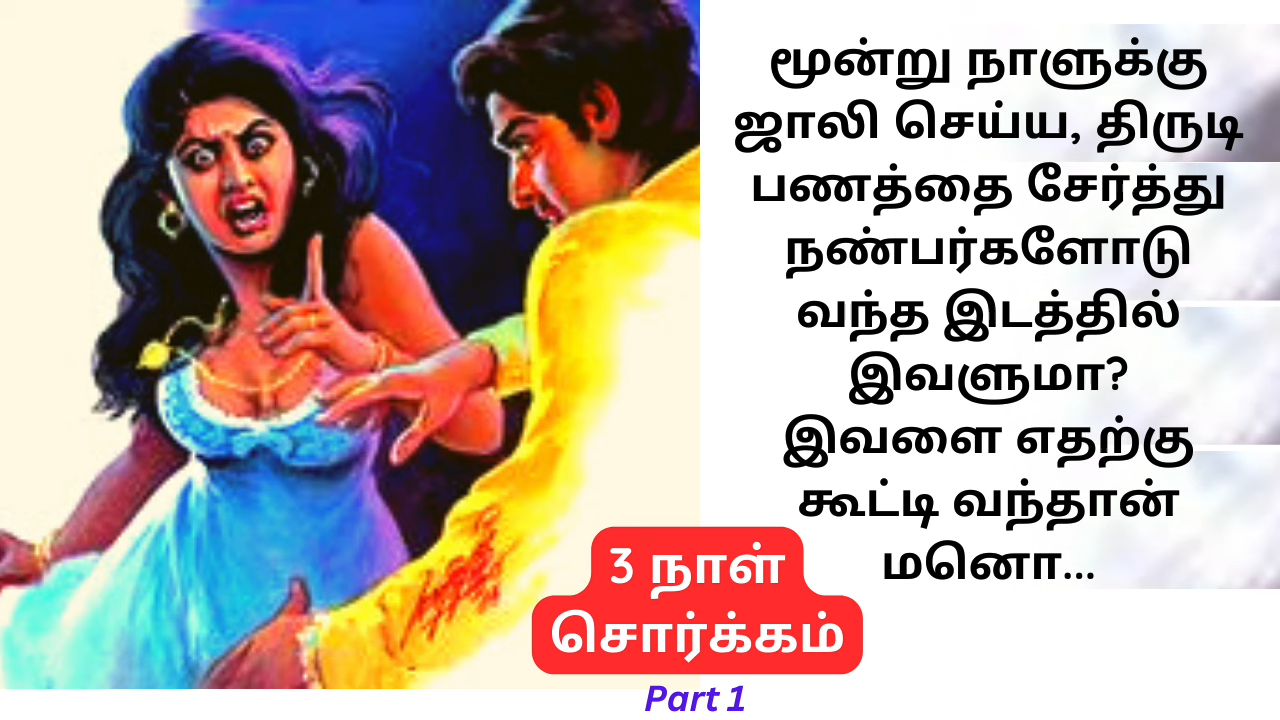 மூன்று நாளுக்கு
ஜாலி செய்ய, திருடி
பணத்தை சேர்த்து
நண்பர்களோடு
வந்த இடத்தில்
இவளுமா?
இவளை எதற்கு
கூட்டி வந்தான்
மனொ...
3 நாள்
சொர்க்கம்
Part 1